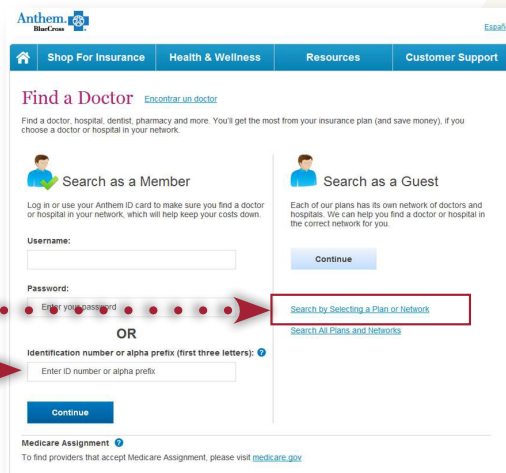 Anthem.
BlueCross
Españ
Shop For Insurance
Health & Wellness
Resources
Customer Support
Find a Doctor Encontrar un doctor
Find a doctor, hospital, dentist, pharmacy and more. You'll get the most from your insurance plan (and save money), if you
choose a doctor or hospital in your network.
Search as a Member
Log in or use your Anthem ID card to make sure you find a doctor
or hospital in your network, which will help keep your costs down.
Username:
Password:
Enter your password
OR
Identification number or alpha prefix (first three letters): ?
Enter ID number or alpha prefix
Continue
Search as a Guest
Each of our plans has its own network of doctors and
hospitals. We can help you find a doctor or hospital in
the correct network for you.
Continue
Search by Selecting a Plan or Network
Search All Plans and Networks
Medicare Assignment ?
To find providers that accept Medicare Assignment, please visit medicare.gov